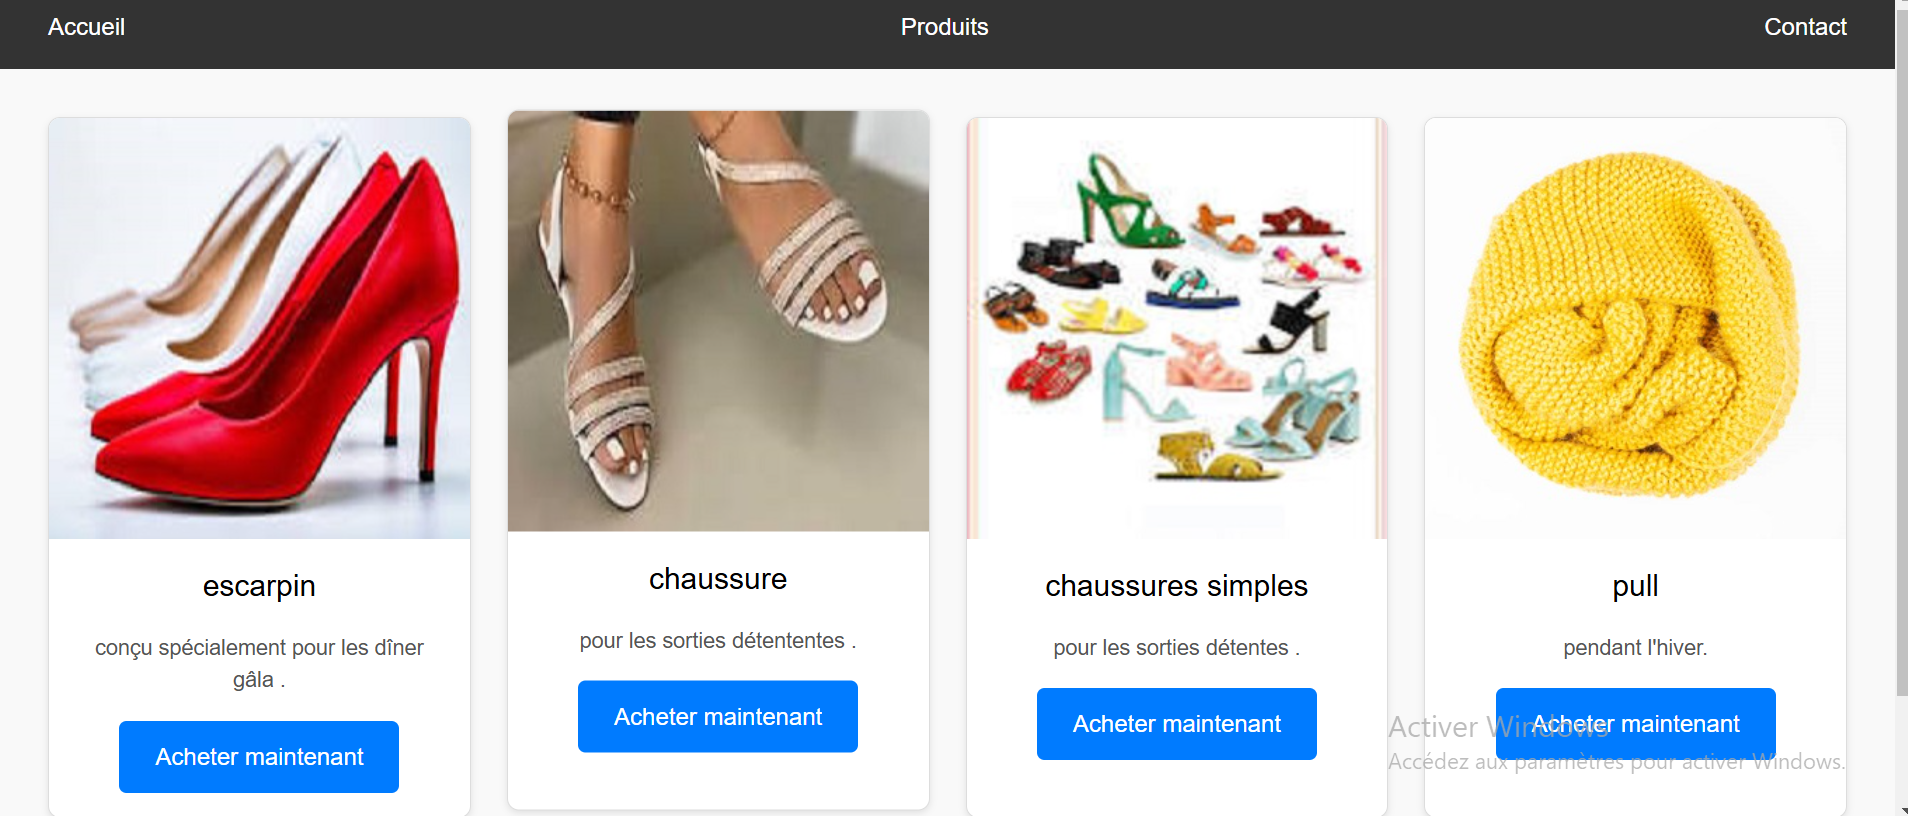 Accueil
Produits
Contact
escarpin
conçu spécialement pour les dîner
gâla .
Acheter maintenant
chaussure
pour les sorties détententes .
Acheter maintenant
chaussures simples
pour les sorties détentes .
Acheter maintenant
pull
pendant l'hiver.
Acheter maintenant
Activer Windows
Accédez aux paramètres pour activer Windows.